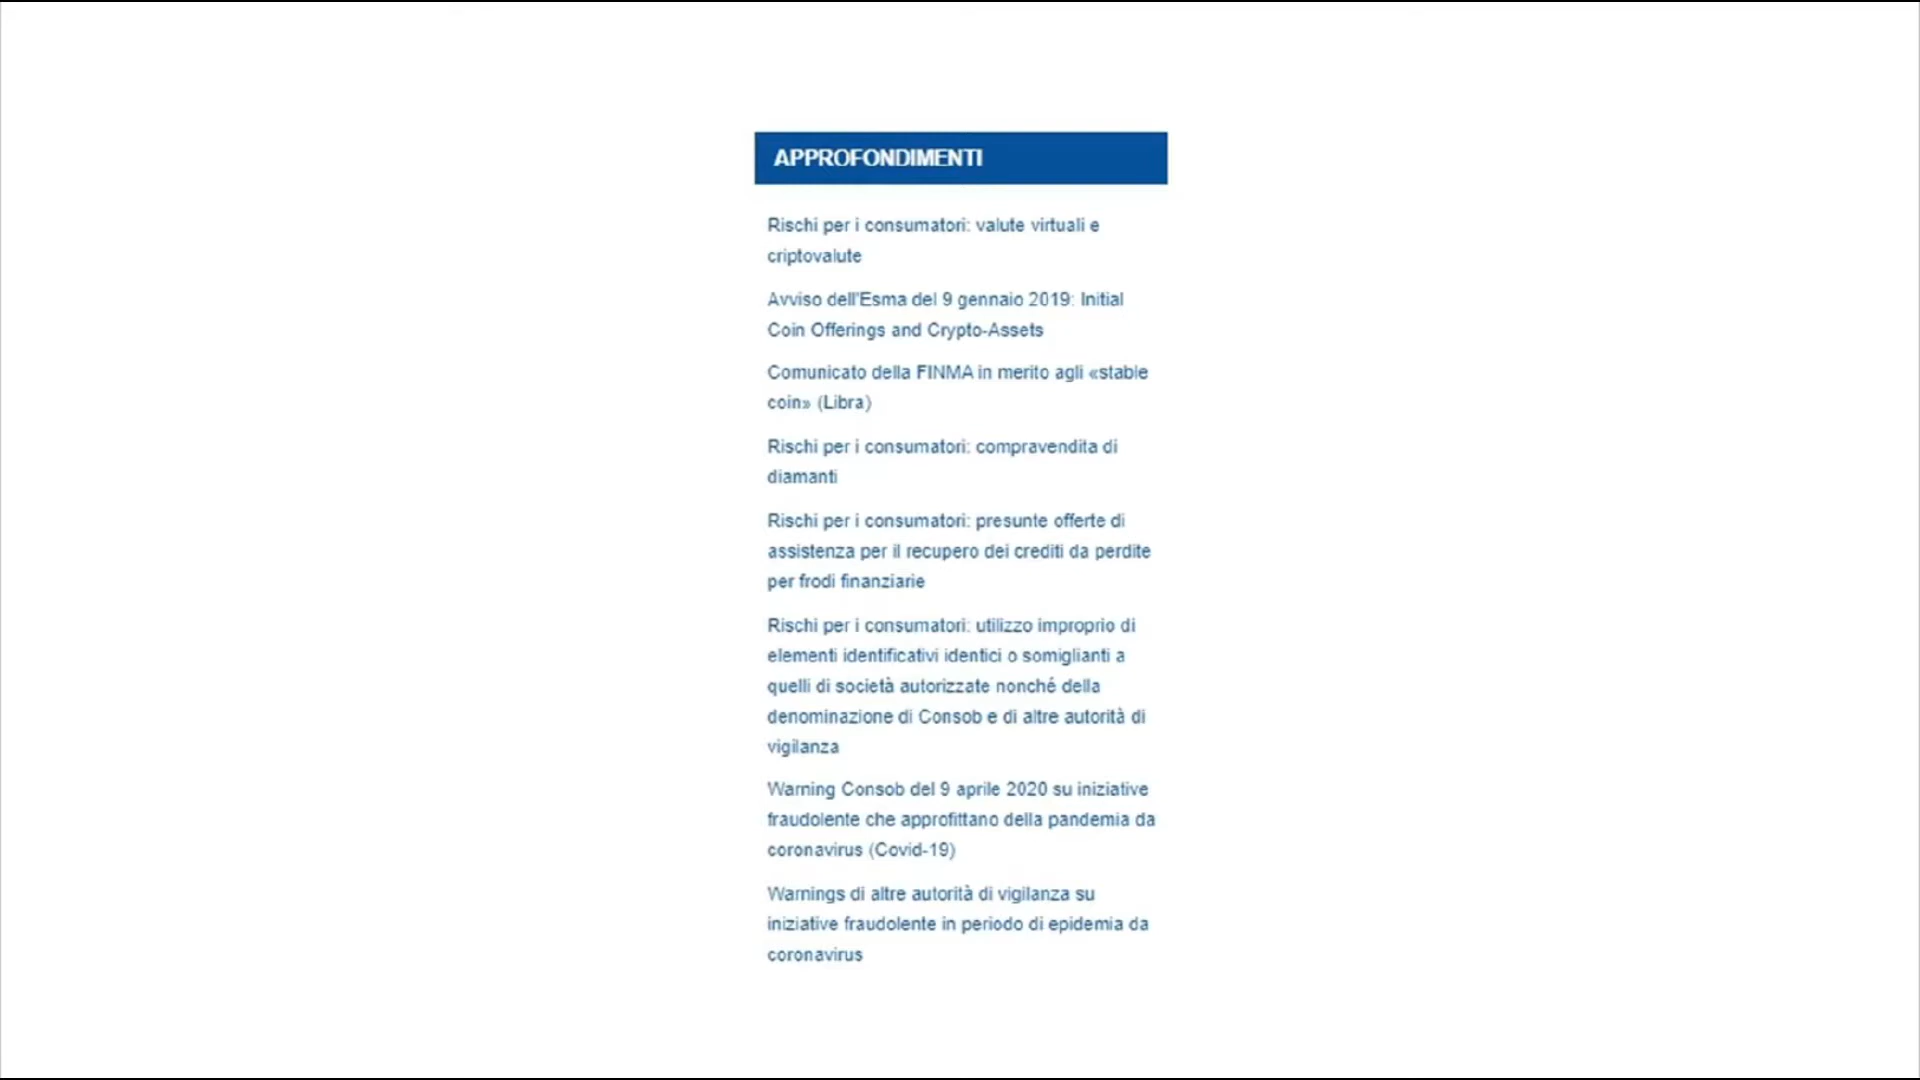 APPROFONDIMENTI
Rischi per i consumatori: valute virtuali e
criptovalute
Avviso dell'Esma del 9 gennaio 2019: Initial
Coin Offerings and Crypto-Assets
Comunicato della FINMA in merito agli «stable
coin» (Libra)
Rischi per i consumatori: compravendita di
diamanti
Rischi per i consumatori: presunte offerte di
assistenza per il recupero dei crediti da perdite
per frodi finanziarie
Rischi per i consumatori: utilizzo improprio di
elementi identificativi identici o somiglianti a
quelli di società autorizzate nonché della
denominazione di Consob e di altre autorità di
vigilanza
Warning Consob del 9 aprile 2020 su iniziative
fraudolente che approfittano della pandemia da
coronavirus (Covid-19)
Warnings di altre autorità di vigilanza su
iniziative fraudolente in periodo di epidemia da
coronavirus